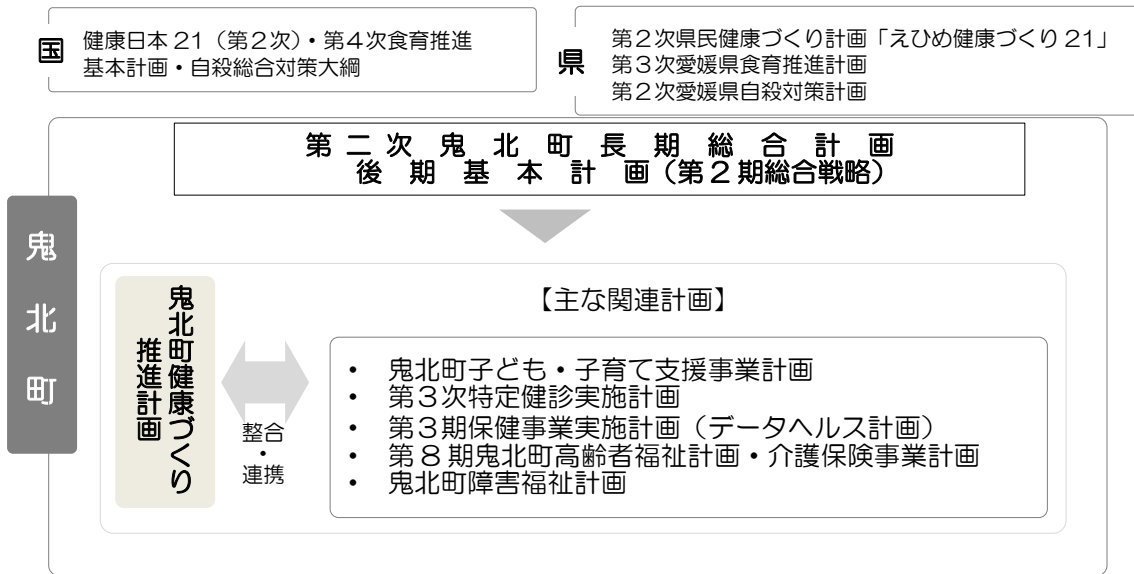 国
健康日本21（第２次）・第４次食育推進
基本計画・自殺総合対策大綱
県
第２次県民健康づくり計画「えひめ健康づくり21」
第３次愛媛県食育推進計画
第２次愛媛県自殺対策計画
第二次鬼北町長期総合計画
後期基本計画（第２期総合戦略）
鬼北町
鬼北町健康づくり
推進計画
整合
・
連携
【主な関連計画】
・ 鬼北町子ども・子育て支援事業計画
・ 第３次特定健診実施計画
・ 第３期保健事業実施計画（データヘルス計画）
・ 第８期鬼北町高齢者福祉計画・介護保険事業計画
・ 鬼北町障害福祉計画